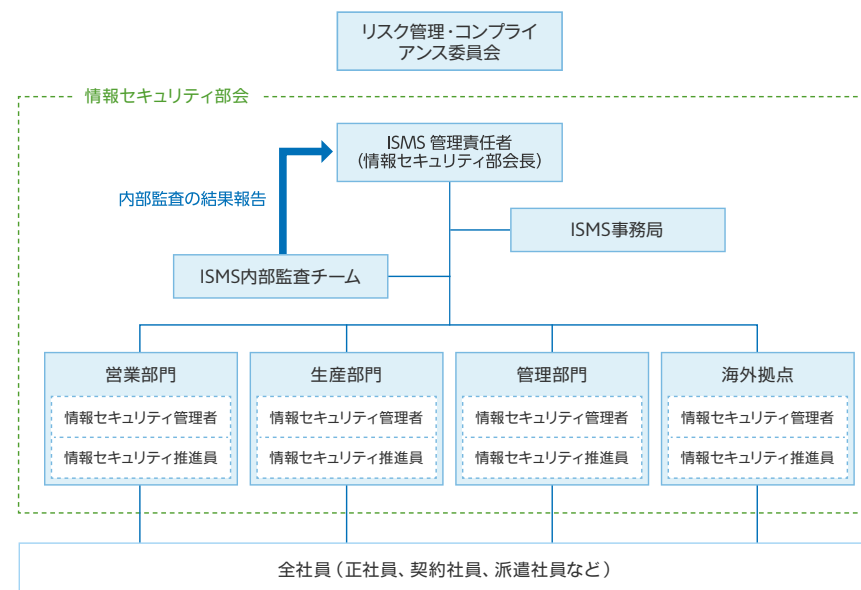 リスク管理・コンプライ
アンス委員会
情報セキュリティ部会
ISMS 管理責任者
（情報セキュリティ部会長）
内部監査の結果報告
ISMS事務局
ISMS内部監査チーム
営業部門
生産部門
管理部門
海外拠点
情報セキュリティ管理者
情報セキュリティ管理者
情報セキュリティ管理者
情報セキュリティ管理者
情報セキュリティ推進員
情報セキュリティ推進員
情報セキュリティ推進員
情報セキュリティ推進員
全社員（正社員、契約社員、派遣社員など）